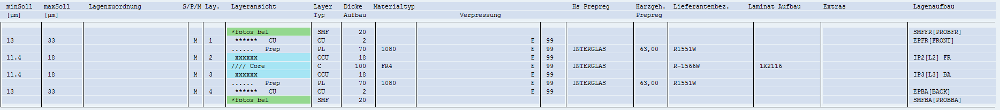 minSoll maxSoll Lagenzuordnung S/P/M Lay. Layeransicht Layer Dicke Materialtyp Hs Prepreg Harzgeh. Lieferantenbez. Laminat Aufbau Extras Lagenaufbau
[µm] [µm] Typ Aufbau Verpressung Prepreg
*fotos bel SMF 20 SMFFR[PROBFR]
13 33 M 1 ****** CU CU 2 E 99 EPFR[FRONT]
...... Prep PL 70 1080 E 99 INTERGLAS 63,00 R1551W
11.4 18 M 2 xxxxxx CCU 18 E 99 IP2[L2] FR
//// Core C 100 FR4 E 99 INTERGLAS R-1566W 1X2116
11.4 18 M 3 xxxxxx CCU 18 E 99 IP3[L3] BA
...... Prep PL 70 1080 E 99 INTERGLAS 63,00 R1551W
13 33 M 4 ****** CU CU 2 E 99 EPBA[BACK]
*fotos bel SMF 20 SMFBA[PROBBA]